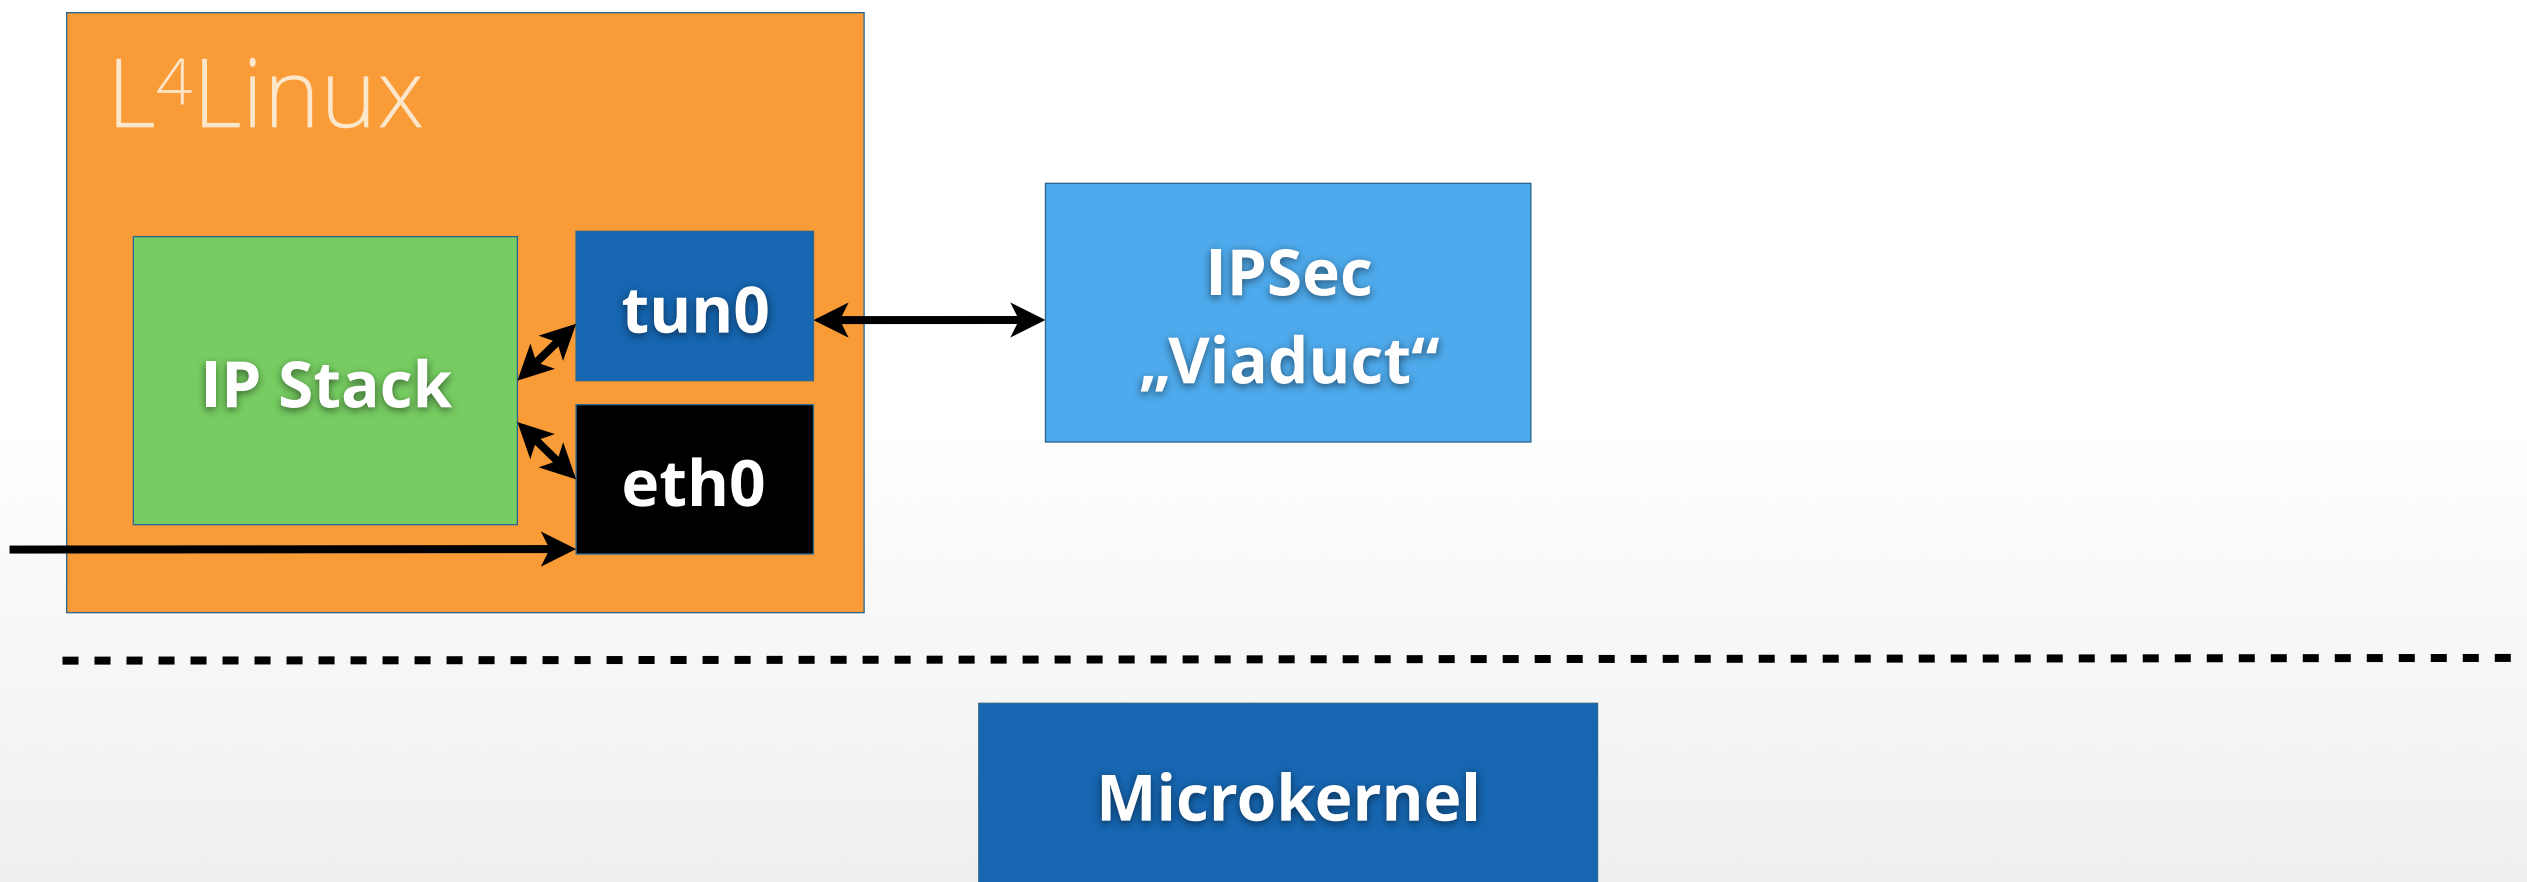 L⁴Linux
IPSec
„Viaduct“
tun0
IP Stack
eth0
Microkernel